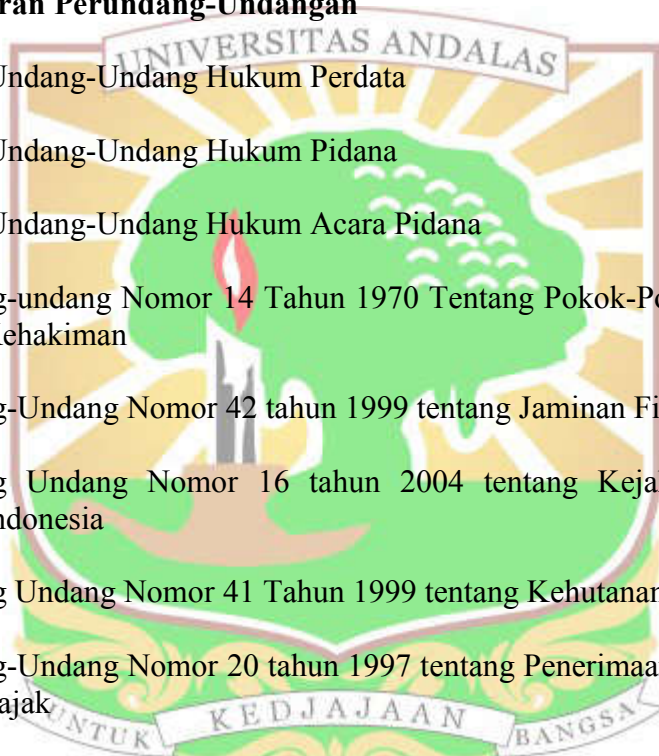 ran Perundang-Undangan
UNIVERSITAS ANDALAS
Undang-Undang Hukum Perdata
Undang-Undang Hukum Pidana
Undang-Undang Hukum Acara Pidana
g-undang Nomor 14 Tahun 1970 Tentang Pokok-Po
Kehakiman
g-Undang Nomor 42 tahun 1999 tentang Jaminan Fi
g Undang Nomor 16 tahun 2004 tentang Keja
ndonesia
g Undang Nomor 41 Tahun 1999 tentang Kehutanan
g-Undang Nomor 20 tahun 1997 tentang Penerimaa
ajak
UNTUK KEDJAJAAN BANGSA